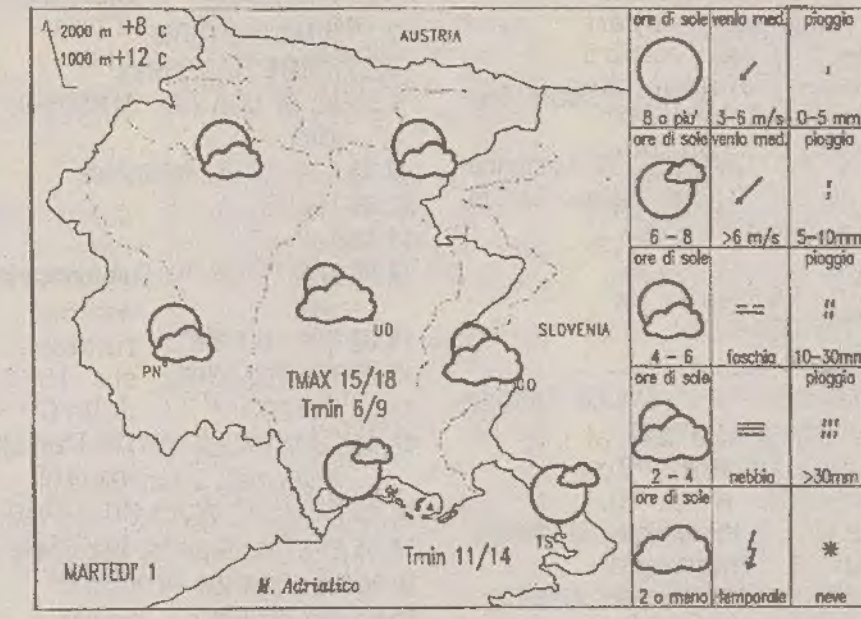 2000 m +8 C
1000 m +12 C
AUSTRIA
SLOVENIA
UD
PN
GO
TMAX 15/18
Tmin 6/9
TS
Tmin 11/14
MARTEDI' 1
M. Adriatico
ore di sole vento med. pioggia
8 o piu' 3-6 m/s 0-5 mm
ore di sole vento med. pioggia
6 - 8 >6 m/s 5-10mm
ore di sole pioggia
4 - 6 foschia 10-30mm
ore di sole pioggia
2 - 4 nebbia >30mm
ore di sole
2 o meno temporale neve